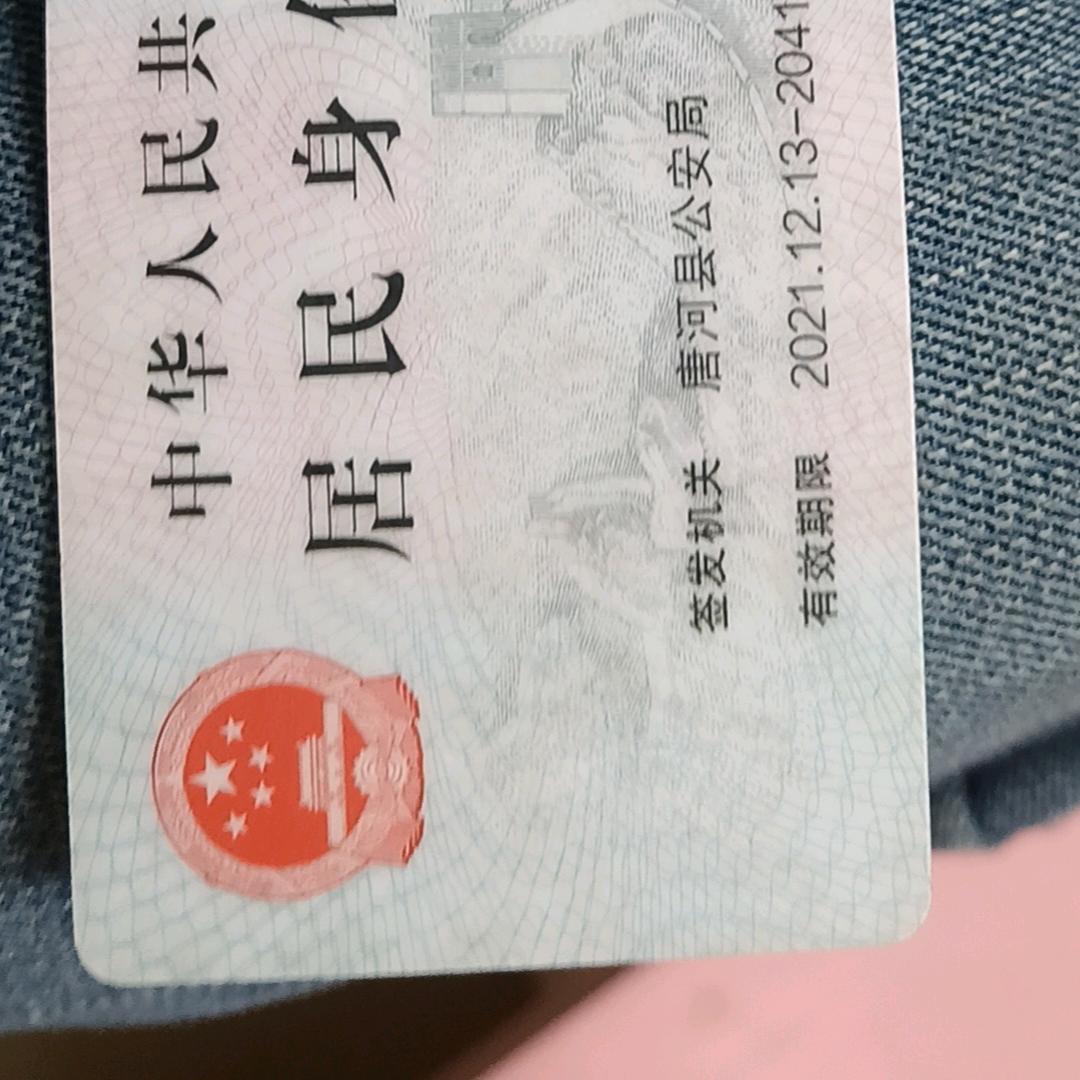 中华人民共
居民身
签发机关 唐河县公安局
有效期限 2021.12.13-2041